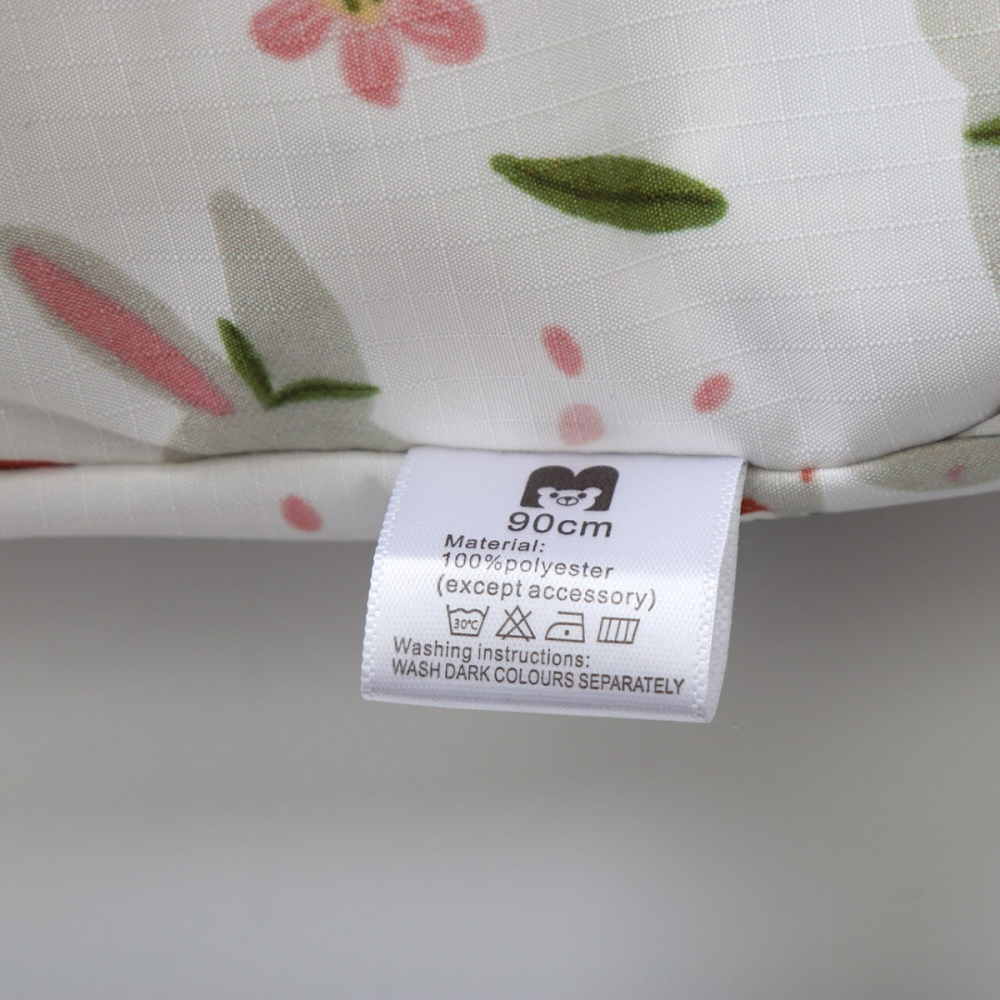 90cm
Material:
100%polyester
(except accessory)
30°C
Washing instructions:
WASH DARK COLOURS SEPARATELY